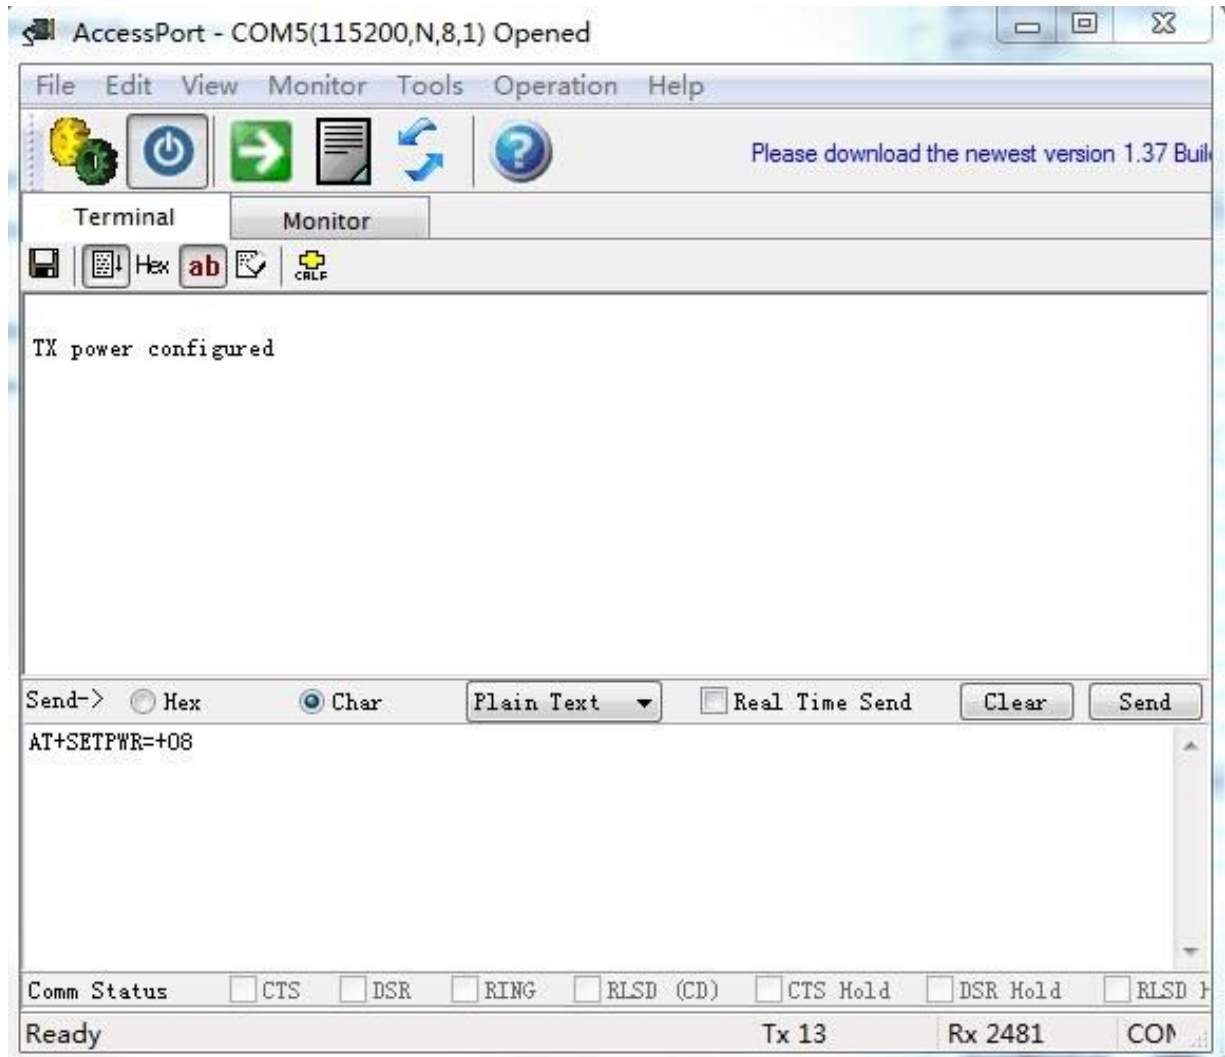 AccessPort - COM5(115200,N,8,1) Opened
File Edit View Monitor Tools Operation Help
Please download the newest version 1.37 Buil
Terminal Monitor
Hex ab CRLF
TX power configured
Send-> Hex Char Plain Text Real Time Send Clear Send
AT+SETPWR=+08
Comm Status CTS DSR RING RLSD (CD) CTS Hold DSR Hold RLSD H
Ready Tx 13 Rx 2481 COM